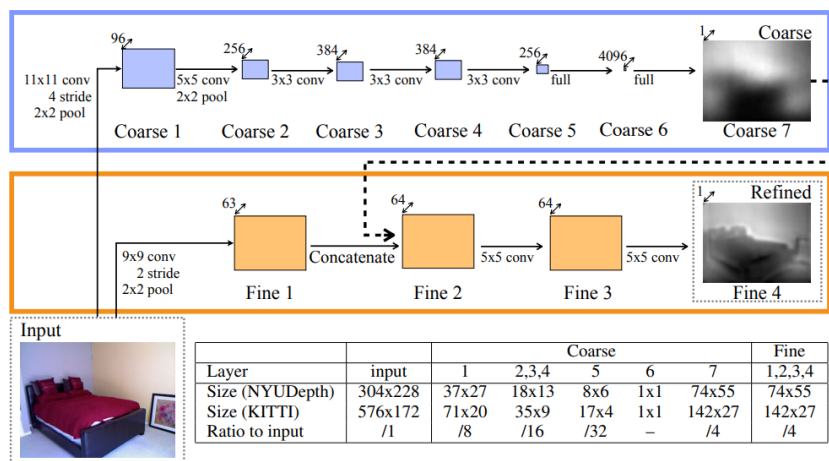 96
11x11 conv
4 stride
2x2 pool
5x5 conv
2x2 pool
256
3x3 conv
384
3x3 conv
384
3x3 conv
256
full
4096
full
1
Coarse
Coarse 1
Coarse 2
Coarse 3
Coarse 4
Coarse 5
Coarse 6
Coarse 7
9x9 conv
2 stride
2x2 pool
63
Concatenate
64
5x5 conv
64
5x5 conv
1
Refined
Fine 1
Fine 2
Fine 3
Fine 4
Input
Coarse Fine
Layer input 1 2,3,4 5 6 7 1,2,3,4
Size (NYUDepth) 304x228 37x27 18x13 8x6 1x1 74x55 74x55
Size (KITTI) 576x172 71x20 35x9 17x4 1x1 142x27 142x27
Ratio to input /1 /8 /16 /32 – /4 /4